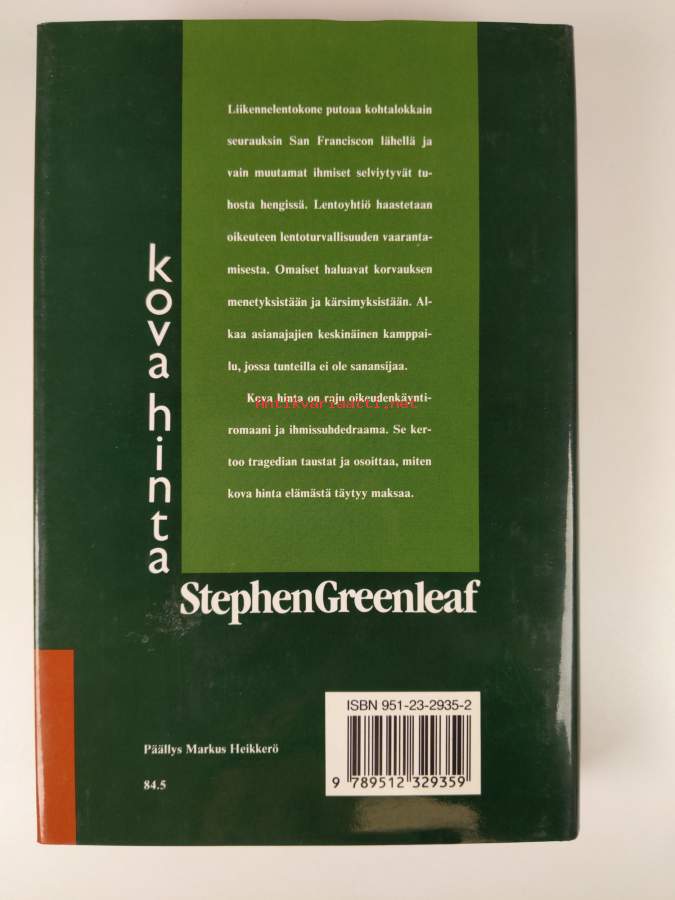 Liikennelentokone putoaa kohtalokkain
seurauksin San Franciscon lähellä ja
vain muutamat ihmiset selviytyvät tu-
hosta hengissä. Lentoyhtiö haastetaan
oikeuteen lentoturvallisuuden vaaranta-
misesta. Omaiset haluavat korvauksen
menetyksistään ja kärsimyksistään. Al-
kaa asianajajien keskinäinen kamppai-
lu, jossa tunteilla ei ole sanansijaa.
Kova hinta on raju oikeudenkäynti-
romaani ja ihmissuhdedraama. Se ker-
too tragedian taustat ja osoittaa, miten
kova hinta elämästä täytyy maksaa.
antikvariaatti.net
kova hinta
Stephen Greenleaf
ISBN 951-23-2935-2
9 789512 329359
Päällys Markus Heikkerö
84.5